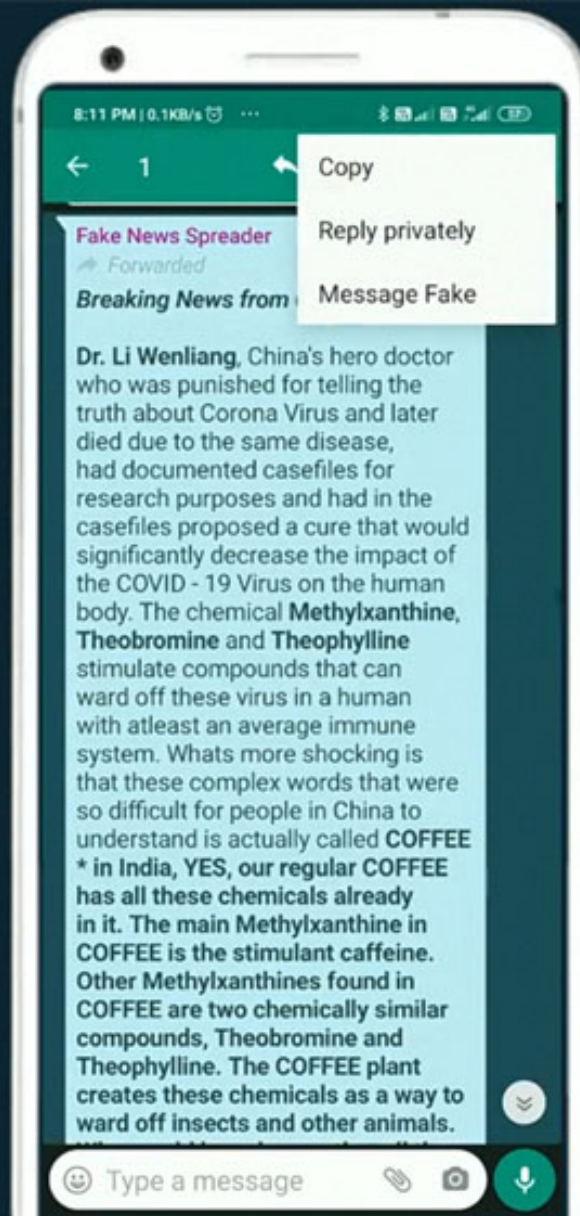 8:11 PM | 0.1KB/s ...
1
Copy
Reply privately
Message Fake
Fake News Spreader
Forwarded
Breaking News from
Dr. Li Wenliang, China's hero doctor
who was punished for telling the
truth about Corona Virus and later
died due to the same disease,
had documented casefiles for
research purposes and had in the
casefiles proposed a cure that would
significantly decrease the impact of
the COVID - 19 Virus on the human
body. The chemical Methylxanthine,
Theobromine and Theophylline
stimulate compounds that can
ward off these virus in a human
with atleast an average immune
system. Whats more shocking is
that these complex words that were
so difficult for people in China to
understand is actually called COFFEE
* in India, YES, our regular COFFEE
has all these chemicals already
in it. The main Methylxanthine in
COFFEE is the stimulant caffeine.
Other Methylxanthines found in
COFFEE are two chemically similar
compounds, Theobromine and
Theophylline. The COFFEE plant
creates these chemicals as a way to
ward off insects and other animals.
Type a message